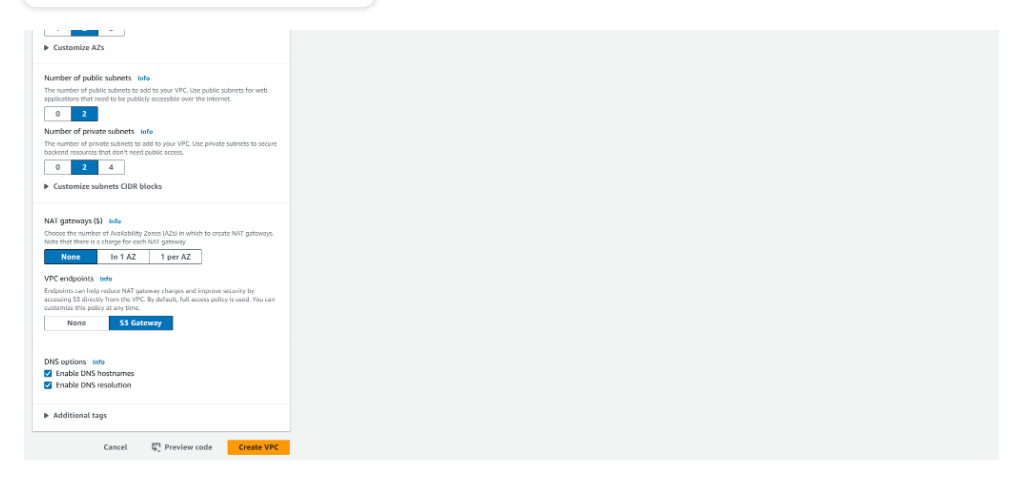 Customize AZs
Number of public subnets Info
The number of public subnets to add to your VPC. Use public subnets for web
applications that need to be publicly accessible over the internet.
0 2
Number of private subnets Info
The number of private subnets to add to your VPC. Use private subnets to secure
backend resources that don't need public access.
0 2 4
Customize subnets CIDR blocks
NAT gateways ($) Info
Choose the number of Availability Zones (AZs) in which to create NAT gateways.
Note that there is a charge for each NAT gateway
None In 1 AZ 1 per AZ
VPC endpoints Info
Endpoints can help reduce NAT gateway charges and improve security by
accessing S3 directly from the VPC. By default, full access policy is used. You can
customize this policy at any time.
None S3 Gateway
DNS options Info
Enable DNS hostnames
Enable DNS resolution
Additional tags
Cancel Preview code Create VPC